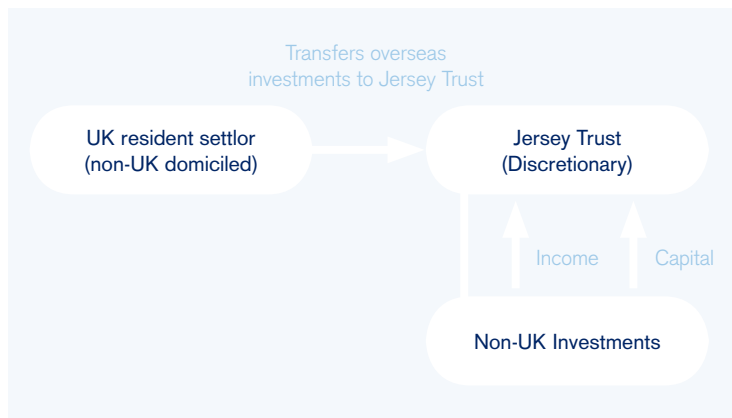 Transfers overseas
investments to Jersey Trust
UK resident settlor
(non-UK domiciled)
Jersey Trust
(Discretionary)
Income
Capital
Non-UK Investments